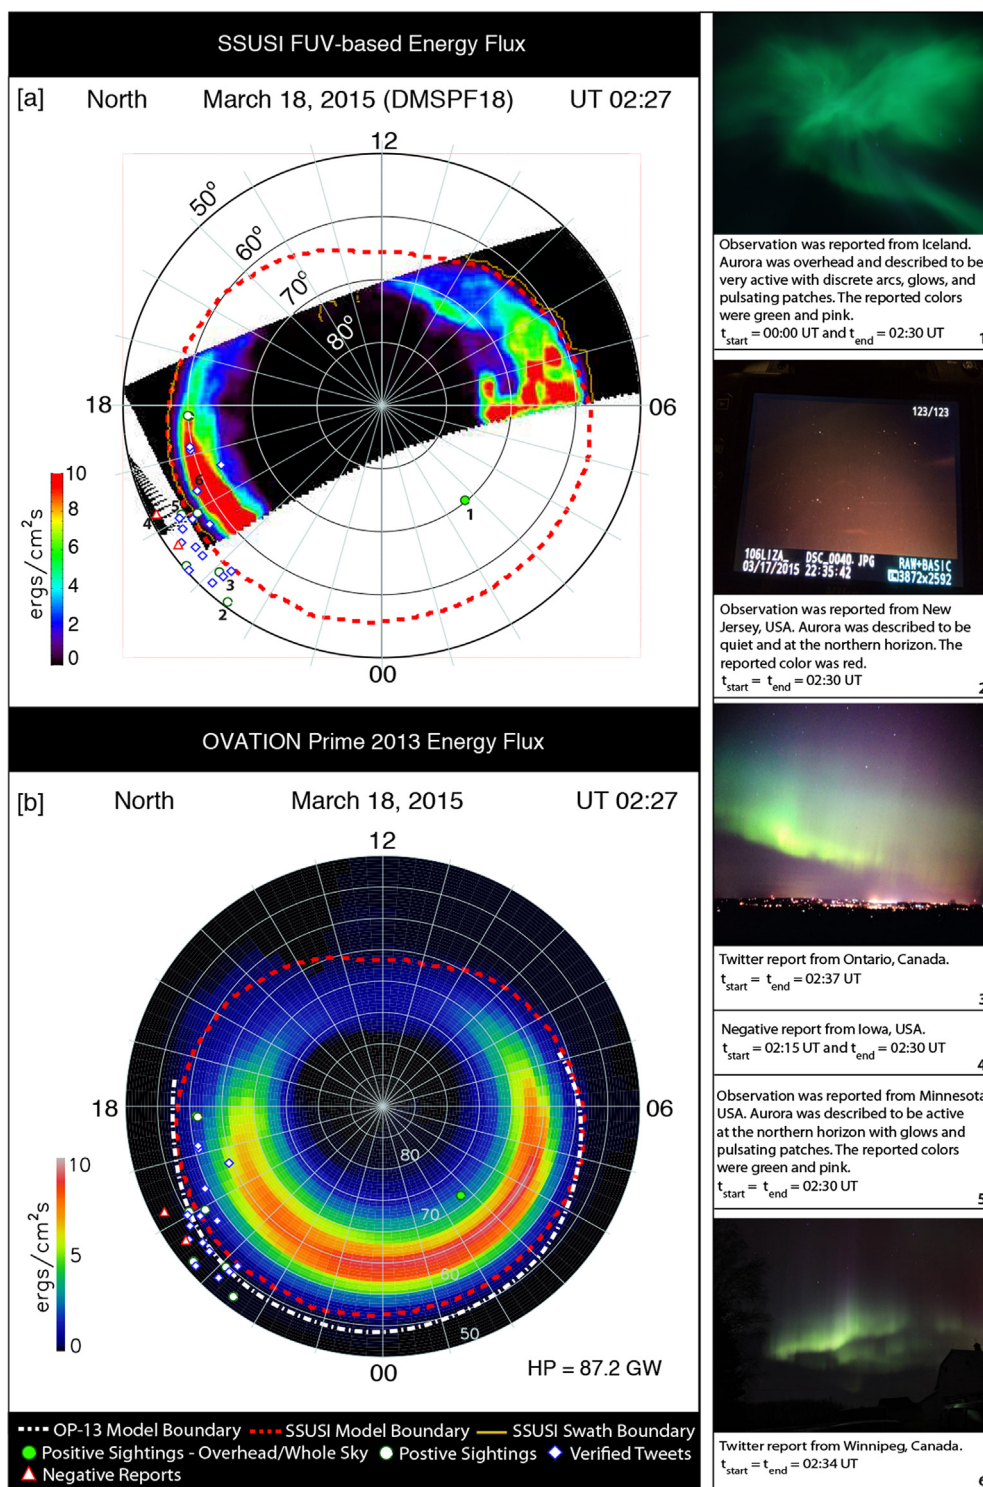 SSUSI FUV-based Energy Flux
[a] North March 18, 2015 (DMSPF18) UT 02:27
12
50°
60°
70°
80°
18
06
6
5
4
1
3
2
00
10
8
6
4
2
0
ergs/cm²s
OVATION Prime 2013 Energy Flux
[b] North March 18, 2015 UT 02:27
12
18
06
80
70
60
50
00
10
5
0
ergs/cm²s
HP = 87.2 GW
OP-13 Model Boundary SSUSI Model Boundary SSUSI Swath Boundary
Positive Sightings - Overhead/Whole Sky Postive Sightings Verified Tweets
Negative Reports
Observation was reported from Iceland.
Aurora was overhead and described to be
very active with discrete arcs, glows, and
pulsating patches. The reported colors
were green and pink.
tstart = 00:00 UT and tend = 02:30 UT
1
123/123
106LIZA_ DSC_0040.JPG RAW+BASIC
03/17/2015 22:35:42 3872x2592
Observation was reported from New
Jersey, USA. Aurora was described to be
quiet and at the northern horizon. The
reported color was red.
tstart = tend = 02:30 UT
2
Twitter report from Ontario, Canada.
tstart = tend = 02:37 UT
3
Negative report from Iowa, USA.
tstart = 02:15 UT and tend = 02:30 UT
4
Observation was reported from Minnesota
USA. Aurora was described to be active
at the northern horizon with glows and
pulsating patches. The reported colors
were green and pink.
tstart = tend = 02:30 UT
5
Twitter report from Winnipeg, Canada.
tstart = tend = 02:34 UT
6